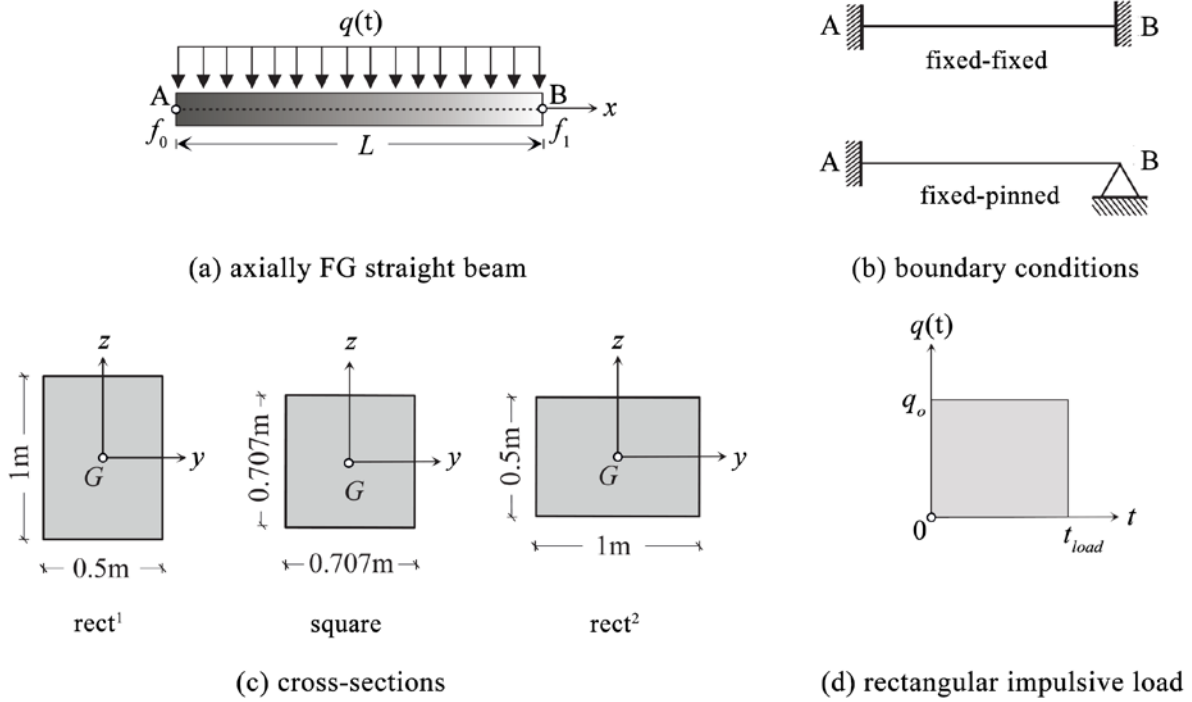 q(t)
A
B
x
f₀
f₁
L
(a) axially FG straight beam
A
B
fixed-fixed
A
B
fixed-pinned
(b) boundary conditions
z
y
G
1m
0.5m
rect¹
z
y
G
0.707m
0.707m
square
z
y
G
0.5m
1m
rect²
(c) cross-sections
q(t)
qₒ
0
t
t_load
(d) rectangular impulsive load